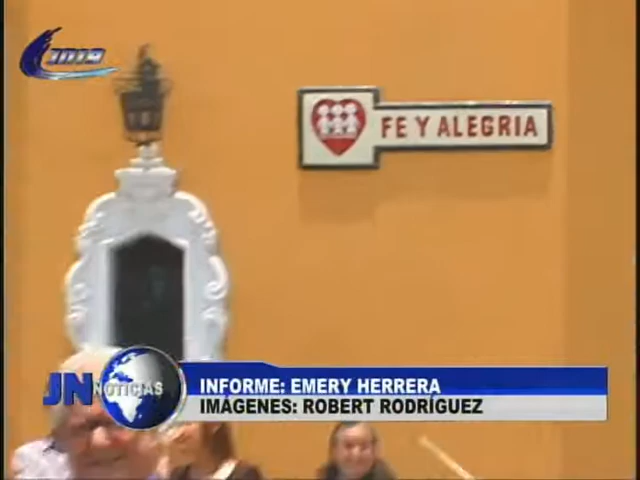 FE Y ALEGRIA
JN NOTICIAS
INFORME: EMERY HERRERA
IMÁGENES: ROBERT RODRÍGUEZ